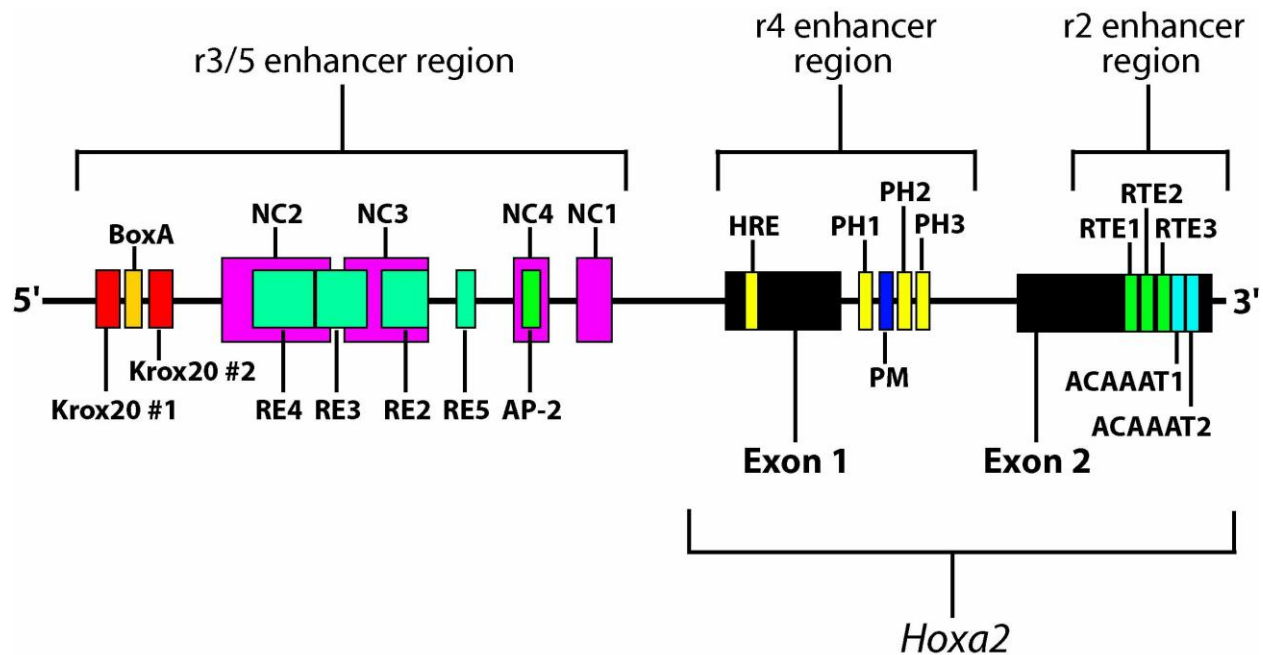 r3/5 enhancer region
r4 enhancer
region
r2 enhancer
region
BoxA
NC2
NC3
NC4
NC1
HRE
PH1
PH2
PH3
RTE1
RTE2
RTE3
5'
3'
Krox20 #1
Krox20 #2
RE4
RE3
RE2
RE5
AP-2
PM
ACAAAT1
ACAAAT2
Exon 1
Exon 2
Hoxa2